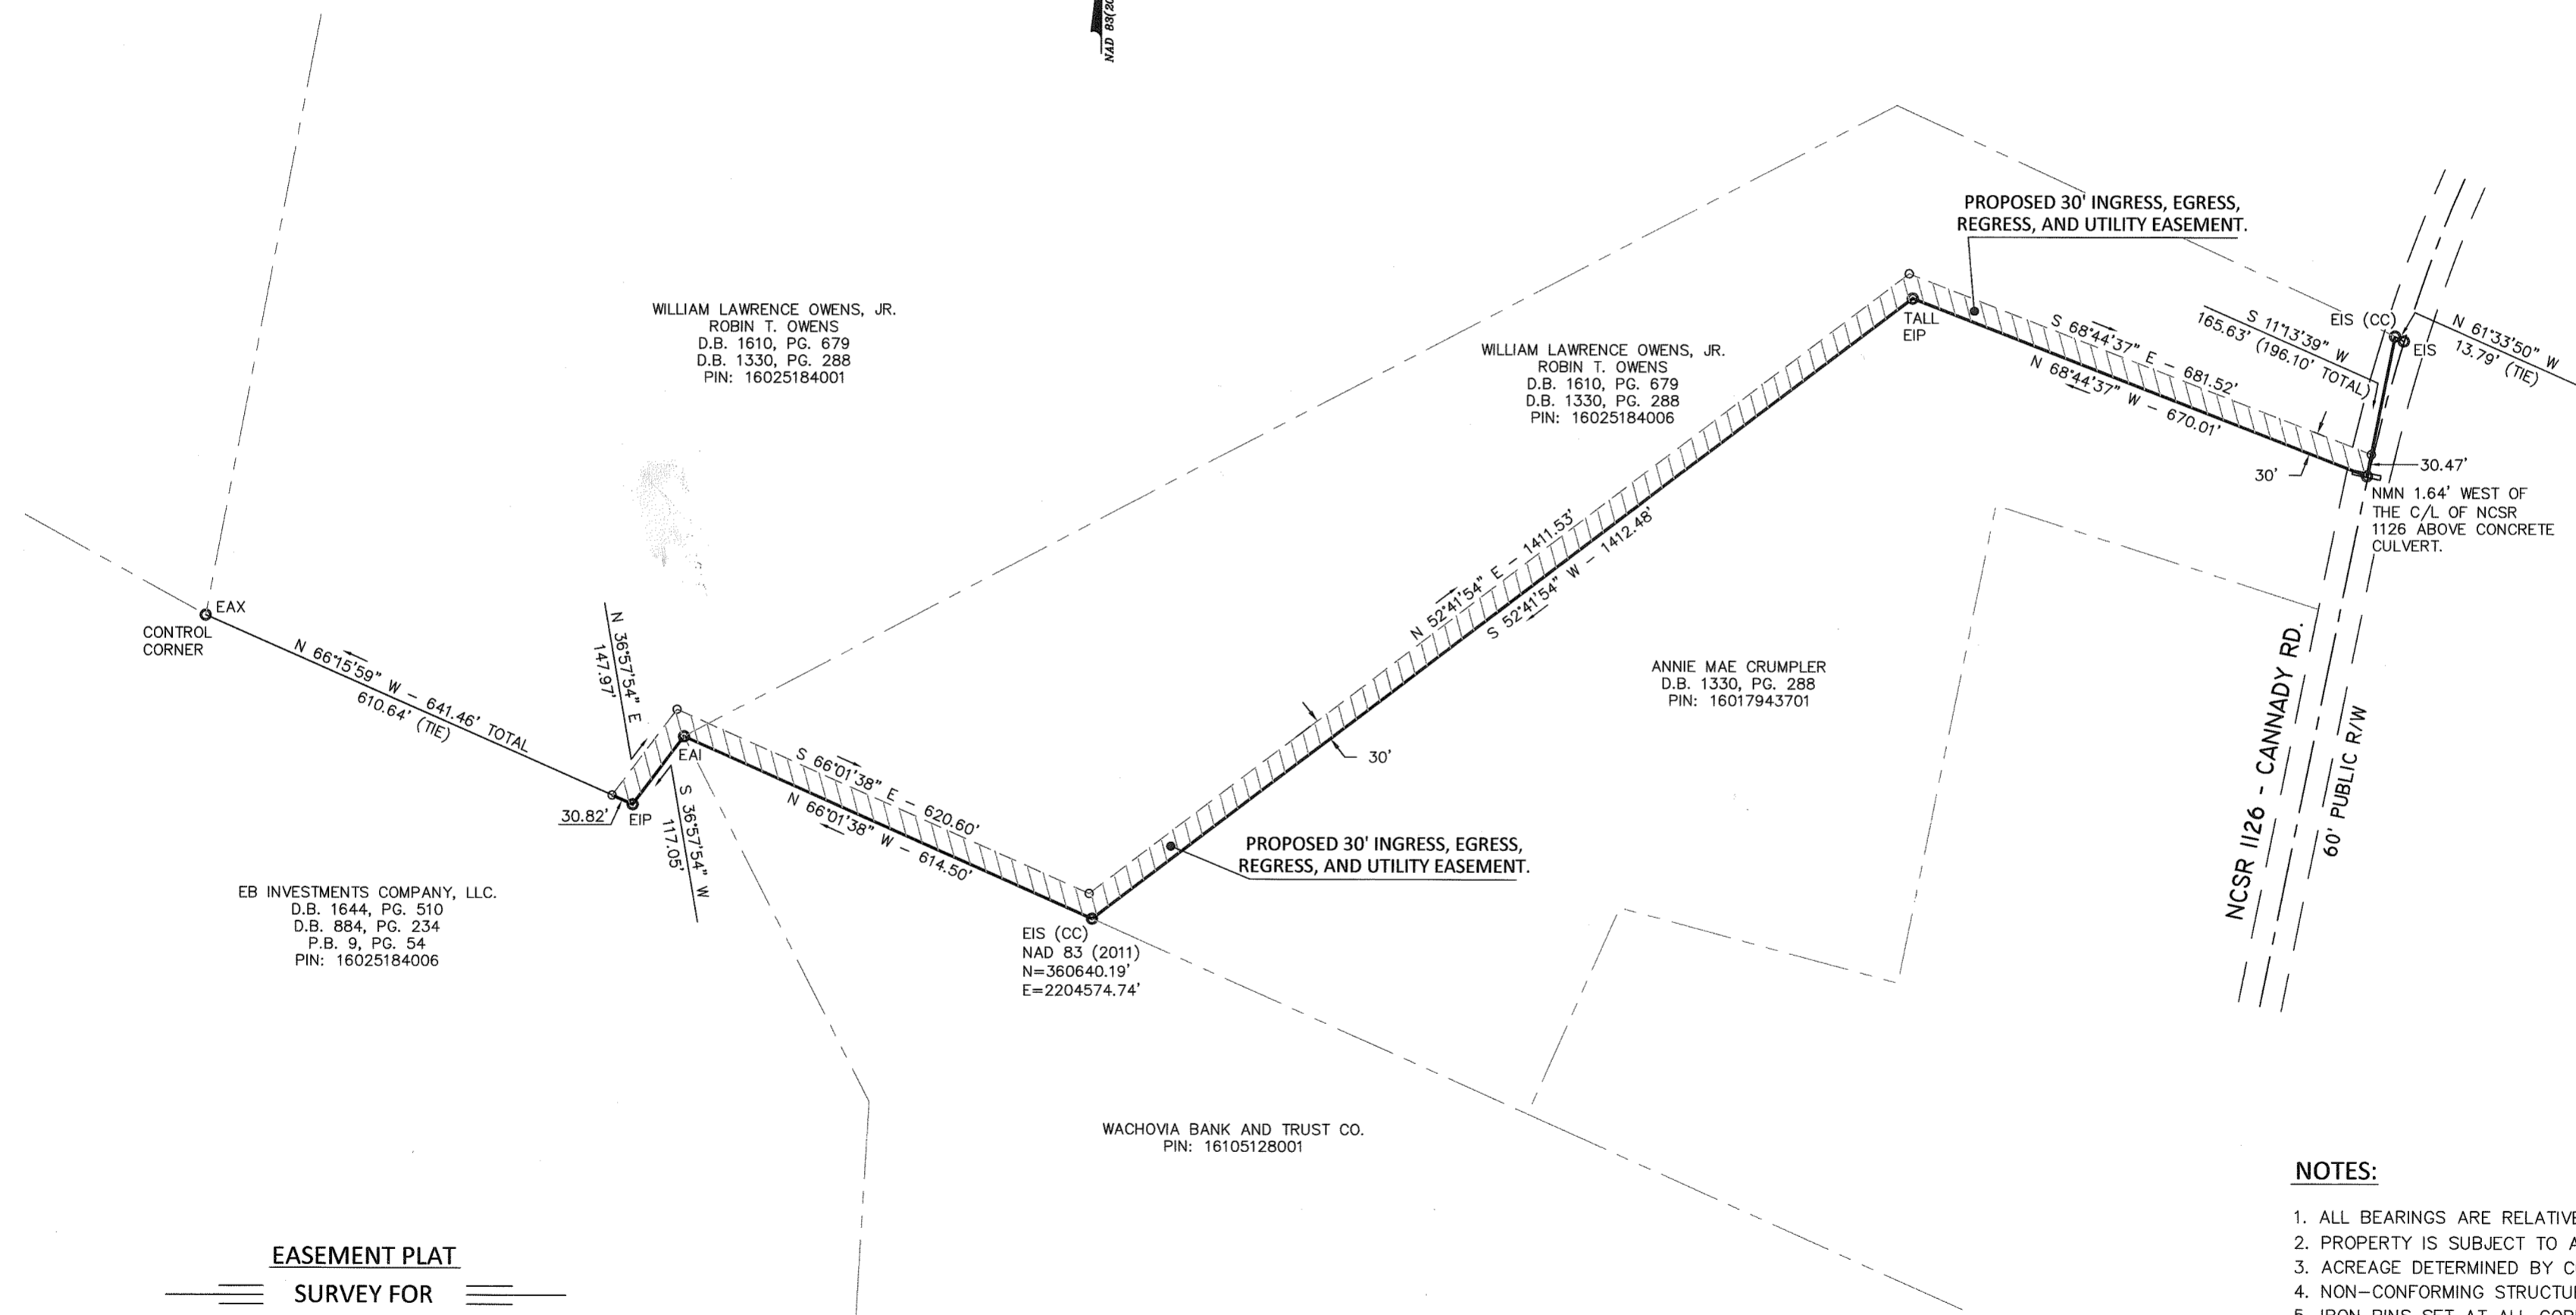 PROPOSED 30' INGRESS, EGRESS,
REGRESS, AND UTILITY EASEMENT.
WILLIAM LAWRENCE OWENS, JR.
ROBIN T. OWENS
D.B. 1610, PG. 679
D.B. 1330, PG. 288
PIN: 16025184001
WILLIAM LAWRENCE OWENS, JR.
ROBIN T. OWENS
D.B. 1610, PG. 679
D.B. 1330, PG. 288
PIN: 16025184006
TALL
EIP
S 68°44'37" E - 681.52'
N 68°44'37" W - 670.01'
S 11°13'39" W
165.63' (196.10' TOTAL)
EIS (CC)
EIS
N 61°33'50" W
13.79' (TIE)
30'
30.47'
NMN 1.64' WEST OF
THE C/L OF NCSR
1126 ABOVE CONCRETE
CULVERT.
N 52°41'54" E - 1411.53'
S 52°41'54" W - 1412.48'
EAX
CONTROL
CORNER
N 66°15'59" W - 641.46' TOTAL
610.64' (TIE)
N 36°57'54" E
147.97'
EAI
30.82'
EIP
S 36°57'54" W
117.05'
S 66°01'38" E - 620.60'
N 66°01'38" W - 614.50'
30'
ANNIE MAE CRUMPLER
D.B. 1330, PG. 288
PIN: 16017943701
NCSR 1126 - CANNADY RD.
60' PUBLIC R/W
PROPOSED 30' INGRESS, EGRESS,
REGRESS, AND UTILITY EASEMENT.
EB INVESTMENTS COMPANY, LLC.
D.B. 1644, PG. 510
D.B. 884, PG. 234
P.B. 9, PG. 54
PIN: 16025184006
EIS (CC)
NAD 83 (2011)
N=360640.19'
E=2204574.74'
WACHOVIA BANK AND TRUST CO.
PIN: 16105128001
EASEMENT PLAT
SURVEY FOR
NOTES:
1. ALL BEARINGS ARE RELATIVE
2. PROPERTY IS SUBJECT TO
3. ACREAGE DETERMINED BY
4. NON-CONFORMING